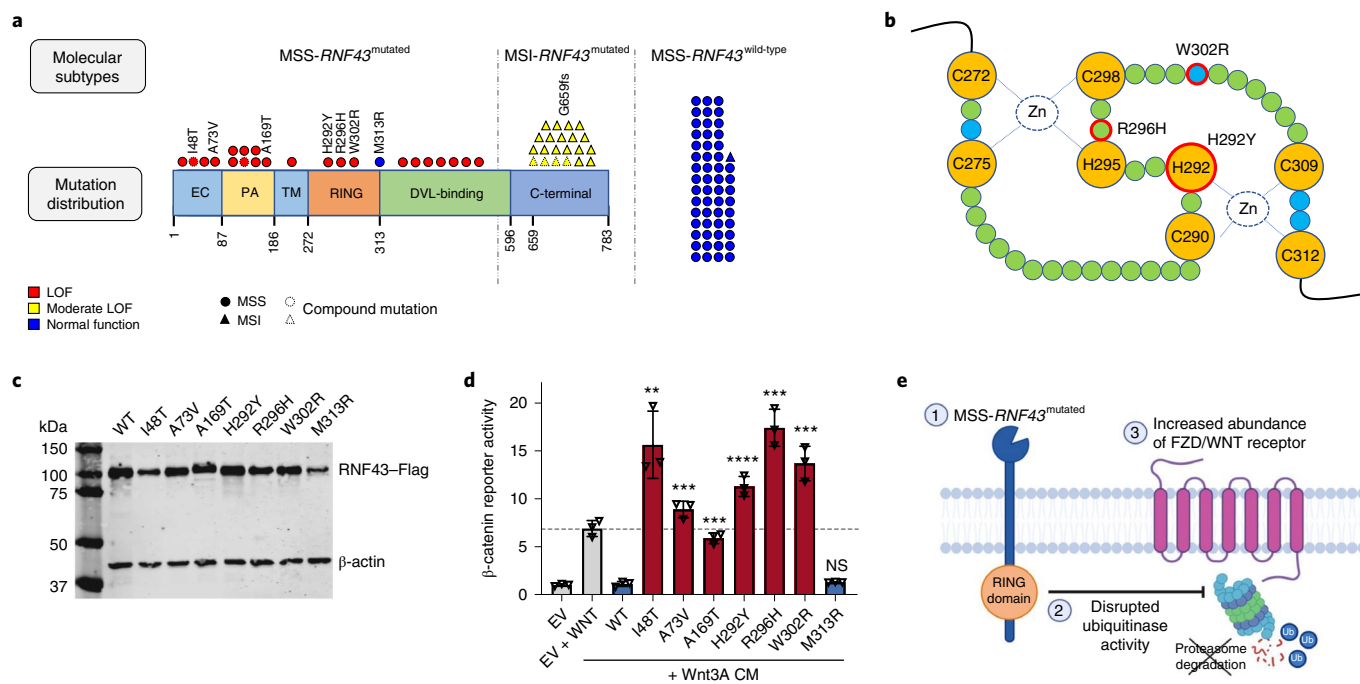 a
Molecular
subtypes
MSS-RNF43mutated
MSI-RNF43mutated
MSS-RNF43wild-type
I48T
A73V
A169T
H292Y
R296H
W302R
M313R
G659fs
Mutation
distribution
EC
PA
TM
RING
DVL-binding
C-terminal
1
87
186
272
313
596
659
783
LOF
Moderate LOF
Normal function
MSS
MSI
Compound mutation
b
W302R
C272
C298
Zn
R296H
H292Y
C275
H295
H292
C309
Zn
C290
C312
c
kDa
WT
I48T
A73V
A169T
H292Y
R296H
W302R
M313R
150
100
75
50
37
RNF43–Flag
β-actin
d
β-catenin reporter activity
20
15
10
5
0
**
***
***
****
***
***
NS
EV
EV + WNT
WT
I48T
A73V
A169T
H292Y
R296H
W302R
M313R
+ Wnt3A CM
e
1 MSS-RNF43mutated
3 Increased abundance
of FZD/WNT receptor
RING
domain
2 Disrupted
ubiquitinase
activity
Proteasome
degradation
Ub
Ub
Ub